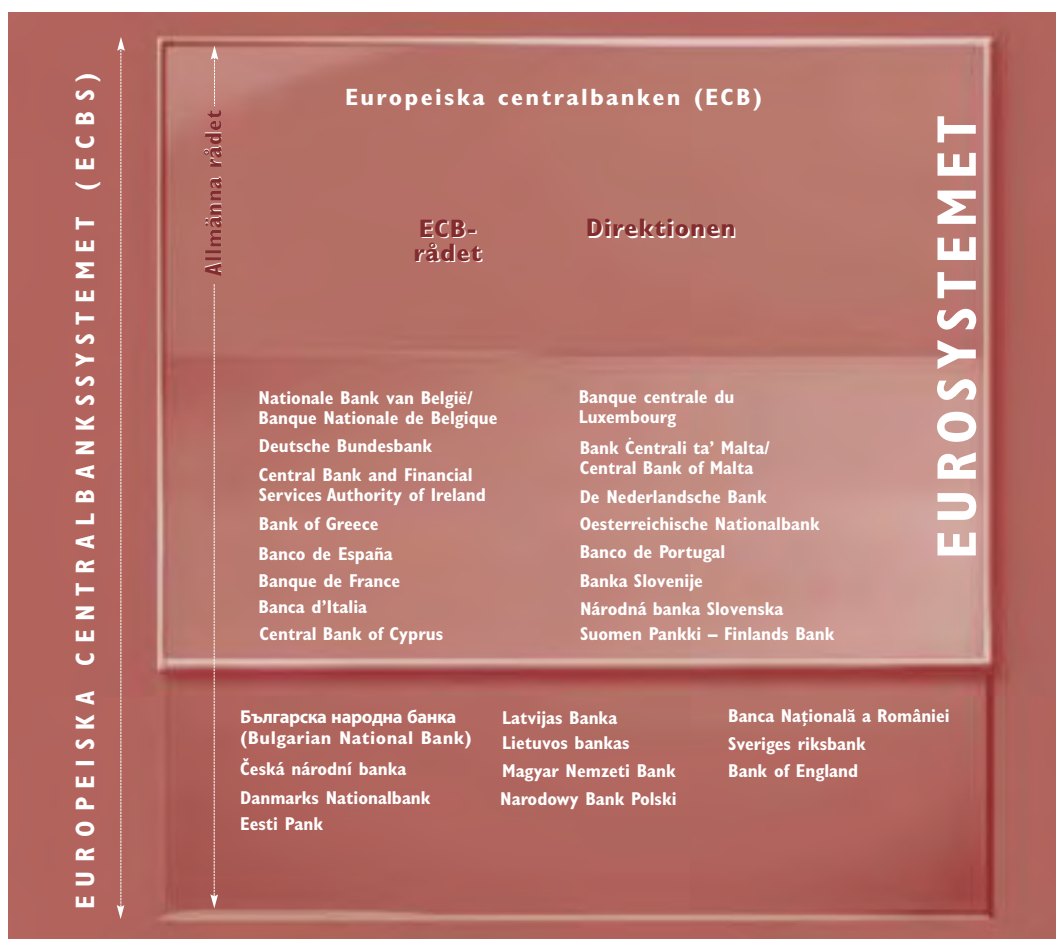 EUROPEISKA CENTRALBANKSSYSTEMET (ECBS)
Allmänna rådet
Europeiska centralbanken (ECB)
ECB-
rådet
Direktionen
EUROSYSTEMET
Nationale Bank van België/
Banque Nationale de Belgique
Deutsche Bundesbank
Central Bank and Financial
Services Authority of Ireland
Bank of Greece
Banco de España
Banque de France
Banca d’Italia
Central Bank of Cyprus
Banque centrale du
Luxembourg
Bank Ċentrali ta’ Malta/
Central Bank of Malta
De Nederlandsche Bank
Oesterreichische Nationalbank
Banco de Portugal
Banka Slovenije
Národná banka Slovenska
Suomen Pankki – Finlands Bank
Българска народна банка
(Bulgarian National Bank)
Česká národní banka
Danmarks Nationalbank
Eesti Pank
Latvijas Banka
Lietuvos bankas
Magyar Nemzeti Bank
Narodowy Bank Polski
Banca Națională a României
Sveriges riksbank
Bank of England